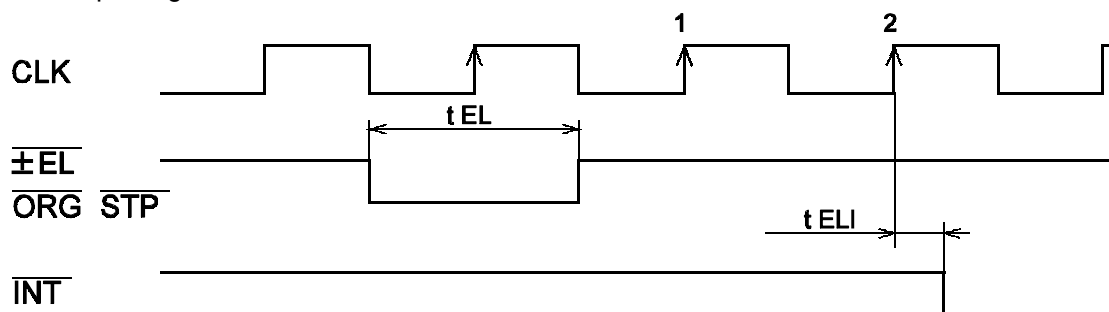 1 2
CLK
t EL
±EL
ORG STP
t ELI
INT